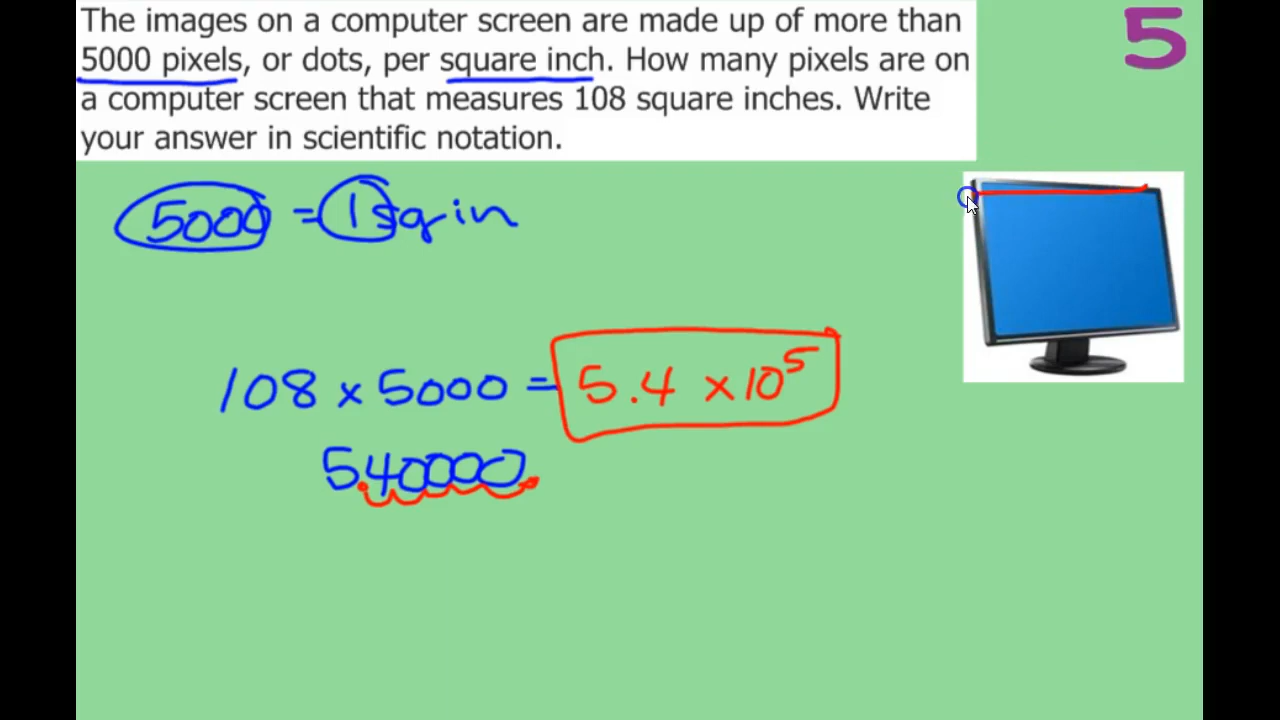 The images on a computer screen are made up of more than
5000 pixels, or dots, per square inch. How many pixels are on
a computer screen that measures 108 square inches. Write
your answer in scientific notation.
5
5000 = 1 sq in
108 x 5000 = 5.4 x 10⁵
540000.